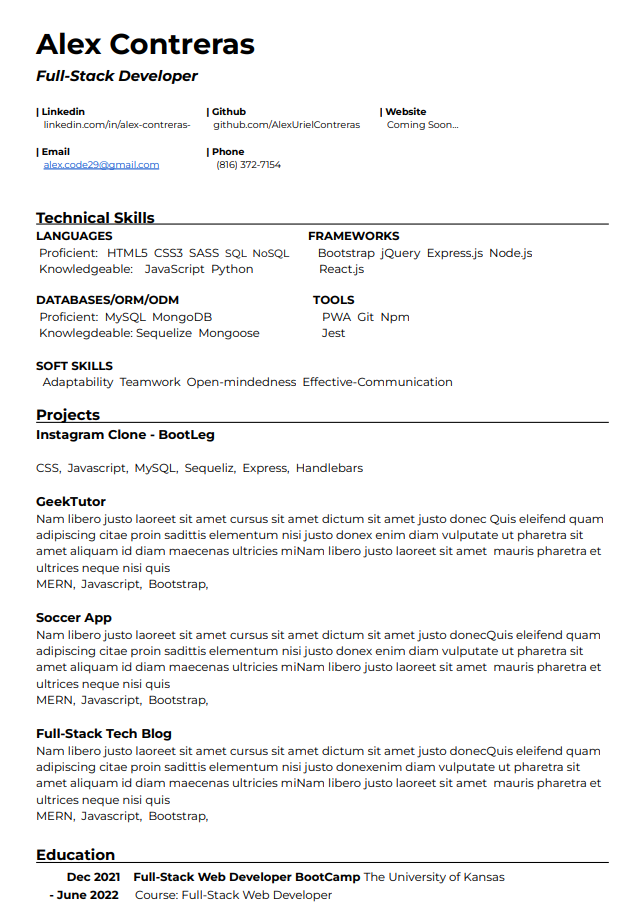 Alex Contreras
Full-Stack Developer
| Linkedin | Github | Website
linkedin.com/in/alex-contreras- github.com/AlexUrielContreras Coming Soon...
| Email | Phone
alex.code29@gmail.com (816) 372-7154
Technical Skills
LANGUAGES FRAMEWORKS
Proficient: HTML5 CSS3 SASS SQL NoSQL Bootstrap jQuery Express.js Node.js
Knowledgeable: JavaScript Python React.js
DATABASES/ORM/ODM TOOLS
Proficient: MySQL MongoDB PWA Git Npm
Knowlegdeable: Sequelize Mongoose Jest
SOFT SKILLS
Adaptability Teamwork Open-mindedness Effective-Communication
Projects
Instagram Clone - BootLeg
CSS, Javascript, MySQL, Sequeliz, Express, Handlebars
GeekTutor
Nam libero justo laoreet sit amet cursus sit amet dictum sit amet justo donec Quis eleifend quam
adipiscing citae proin sadittis elementum nisi justo donex enim diam vulputate ut pharetra sit
amet aliquam id diam maecenas ultricies miNam libero justo laoreet sit amet mauris pharetra et
ultrices neque nisi quis
MERN, Javascript, Bootstrap,
Soccer App
Nam libero justo laoreet sit amet cursus sit amet dictum sit amet justo donecQuis eleifend quam
adipiscing citae proin sadittis elementum nisi justo donex enim diam vulputate ut pharetra sit
amet aliquam id diam maecenas ultricies miNam libero justo laoreet sit amet mauris pharetra et
ultrices neque nisi quis
MERN, Javascript, Bootstrap,
Full-Stack Tech Blog
Nam libero justo laoreet sit amet cursus sit amet dictum sit amet justo donecQuis eleifend quam
adipiscing citae proin sadittis elementum nisi justo donexenim diam vulputate ut pharetra sit
amet aliquam id diam maecenas ultricies miNam libero justo laoreet sit amet mauris pharetra et
ultrices neque nisi quis
MERN, Javascript, Bootstrap,
Education
Dec 2021 Full-Stack Web Developer BootCamp The University of Kansas
- June 2022 Course: Full-Stack Web Developer